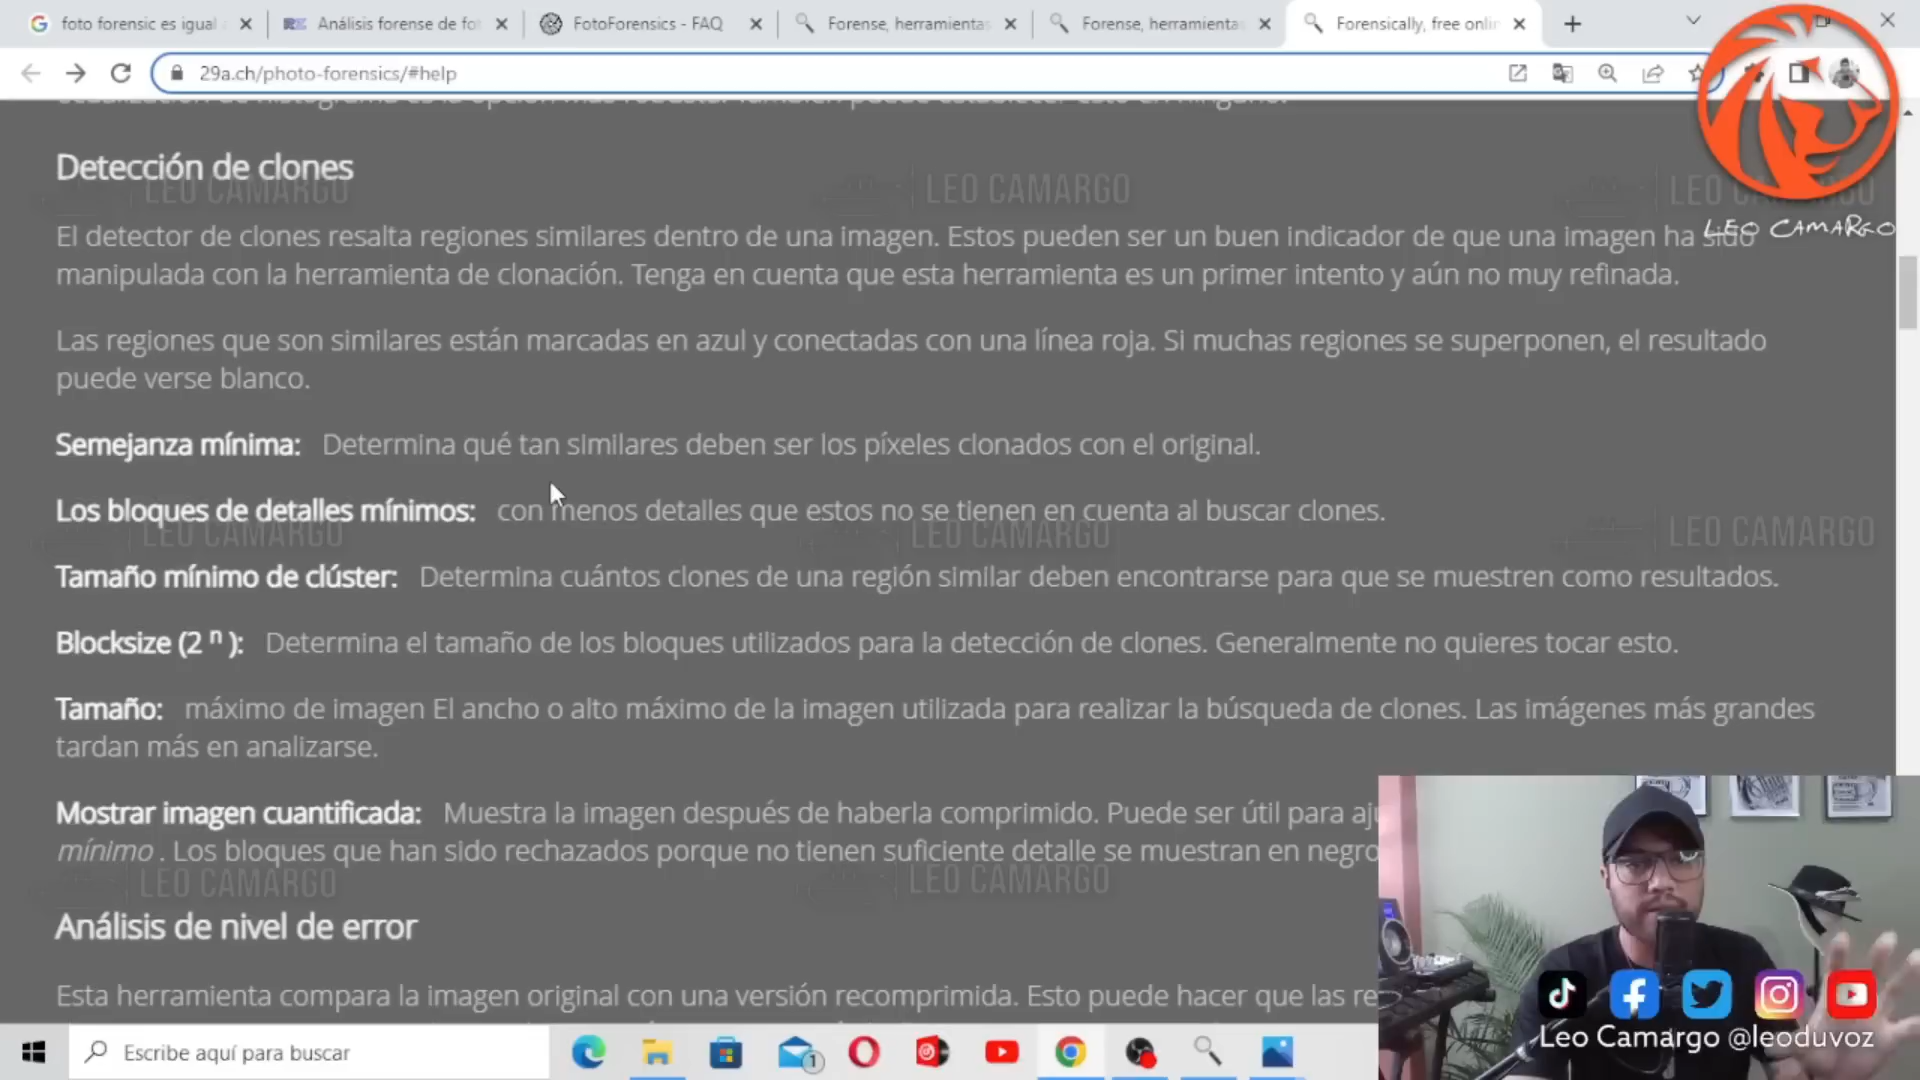 foto forensic es igual
Análisis forense de fo
FotoForensics - FAQ
Forense, herramientas
Forense, herramienta
Forensically, free onlin
29a.ch/photo-forensics/#help
Detección de clones
LEO CAMARGO
LEO CAMARGO
LEO CAMARGO
El detector de clones resalta regiones similares dentro de una imagen. Estos pueden ser un buen indicador de que una imagen ha sido
manipulada con la herramienta de clonación. Tenga en cuenta que esta herramienta es un primer intento y aún no muy refinada.
Las regiones que son similares están marcadas en azul y conectadas con una línea roja. Si muchas regiones se superponen, el resultado
puede verse blanco.
Semejanza mínima: Determina qué tan similares deben ser los píxeles clonados con el original.
Los bloques de detalles mínimos: con menos detalles que estos no se tienen en cuenta al buscar clones.
LEO CAMARGO
LEO CAMARGO
LEO CAMARGO
Tamaño mínimo de clúster: Determina cuántos clones de una región similar deben encontrarse para que se muestren como resultados.
Blocksize (2 n ): Determina el tamaño de los bloques utilizados para la detección de clones. Generalmente no quieres tocar esto.
Tamaño: máximo de imagen El ancho o alto máximo de la imagen utilizada para realizar la búsqueda de clones. Las imágenes más grandes
tardan más en analizarse.
Mostrar imagen cuantificada: Muestra la imagen después de haberla comprimido. Puede ser útil para aju
mínimo . Los bloques que han sido rechazados porque no tienen suficiente detalle se muestran en negro
LEO CAMARGO
LEO CAMARGO
Análisis de nivel de error
Esta herramienta compara la imagen original con una versión recomprimida. Esto puede hacer que las re
Leo Camargo @leoduvoz
Escribe aquí para buscar
1